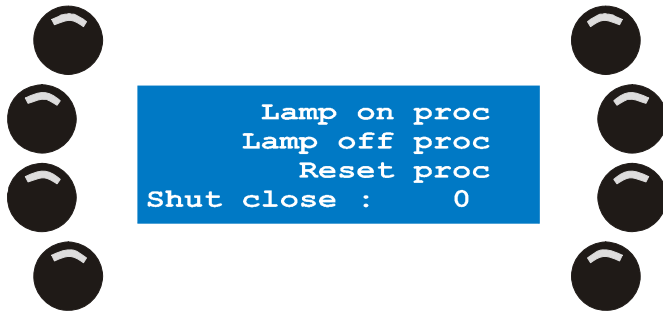 Lamp on proc
Lamp off proc
Reset proc
Shut close : 0